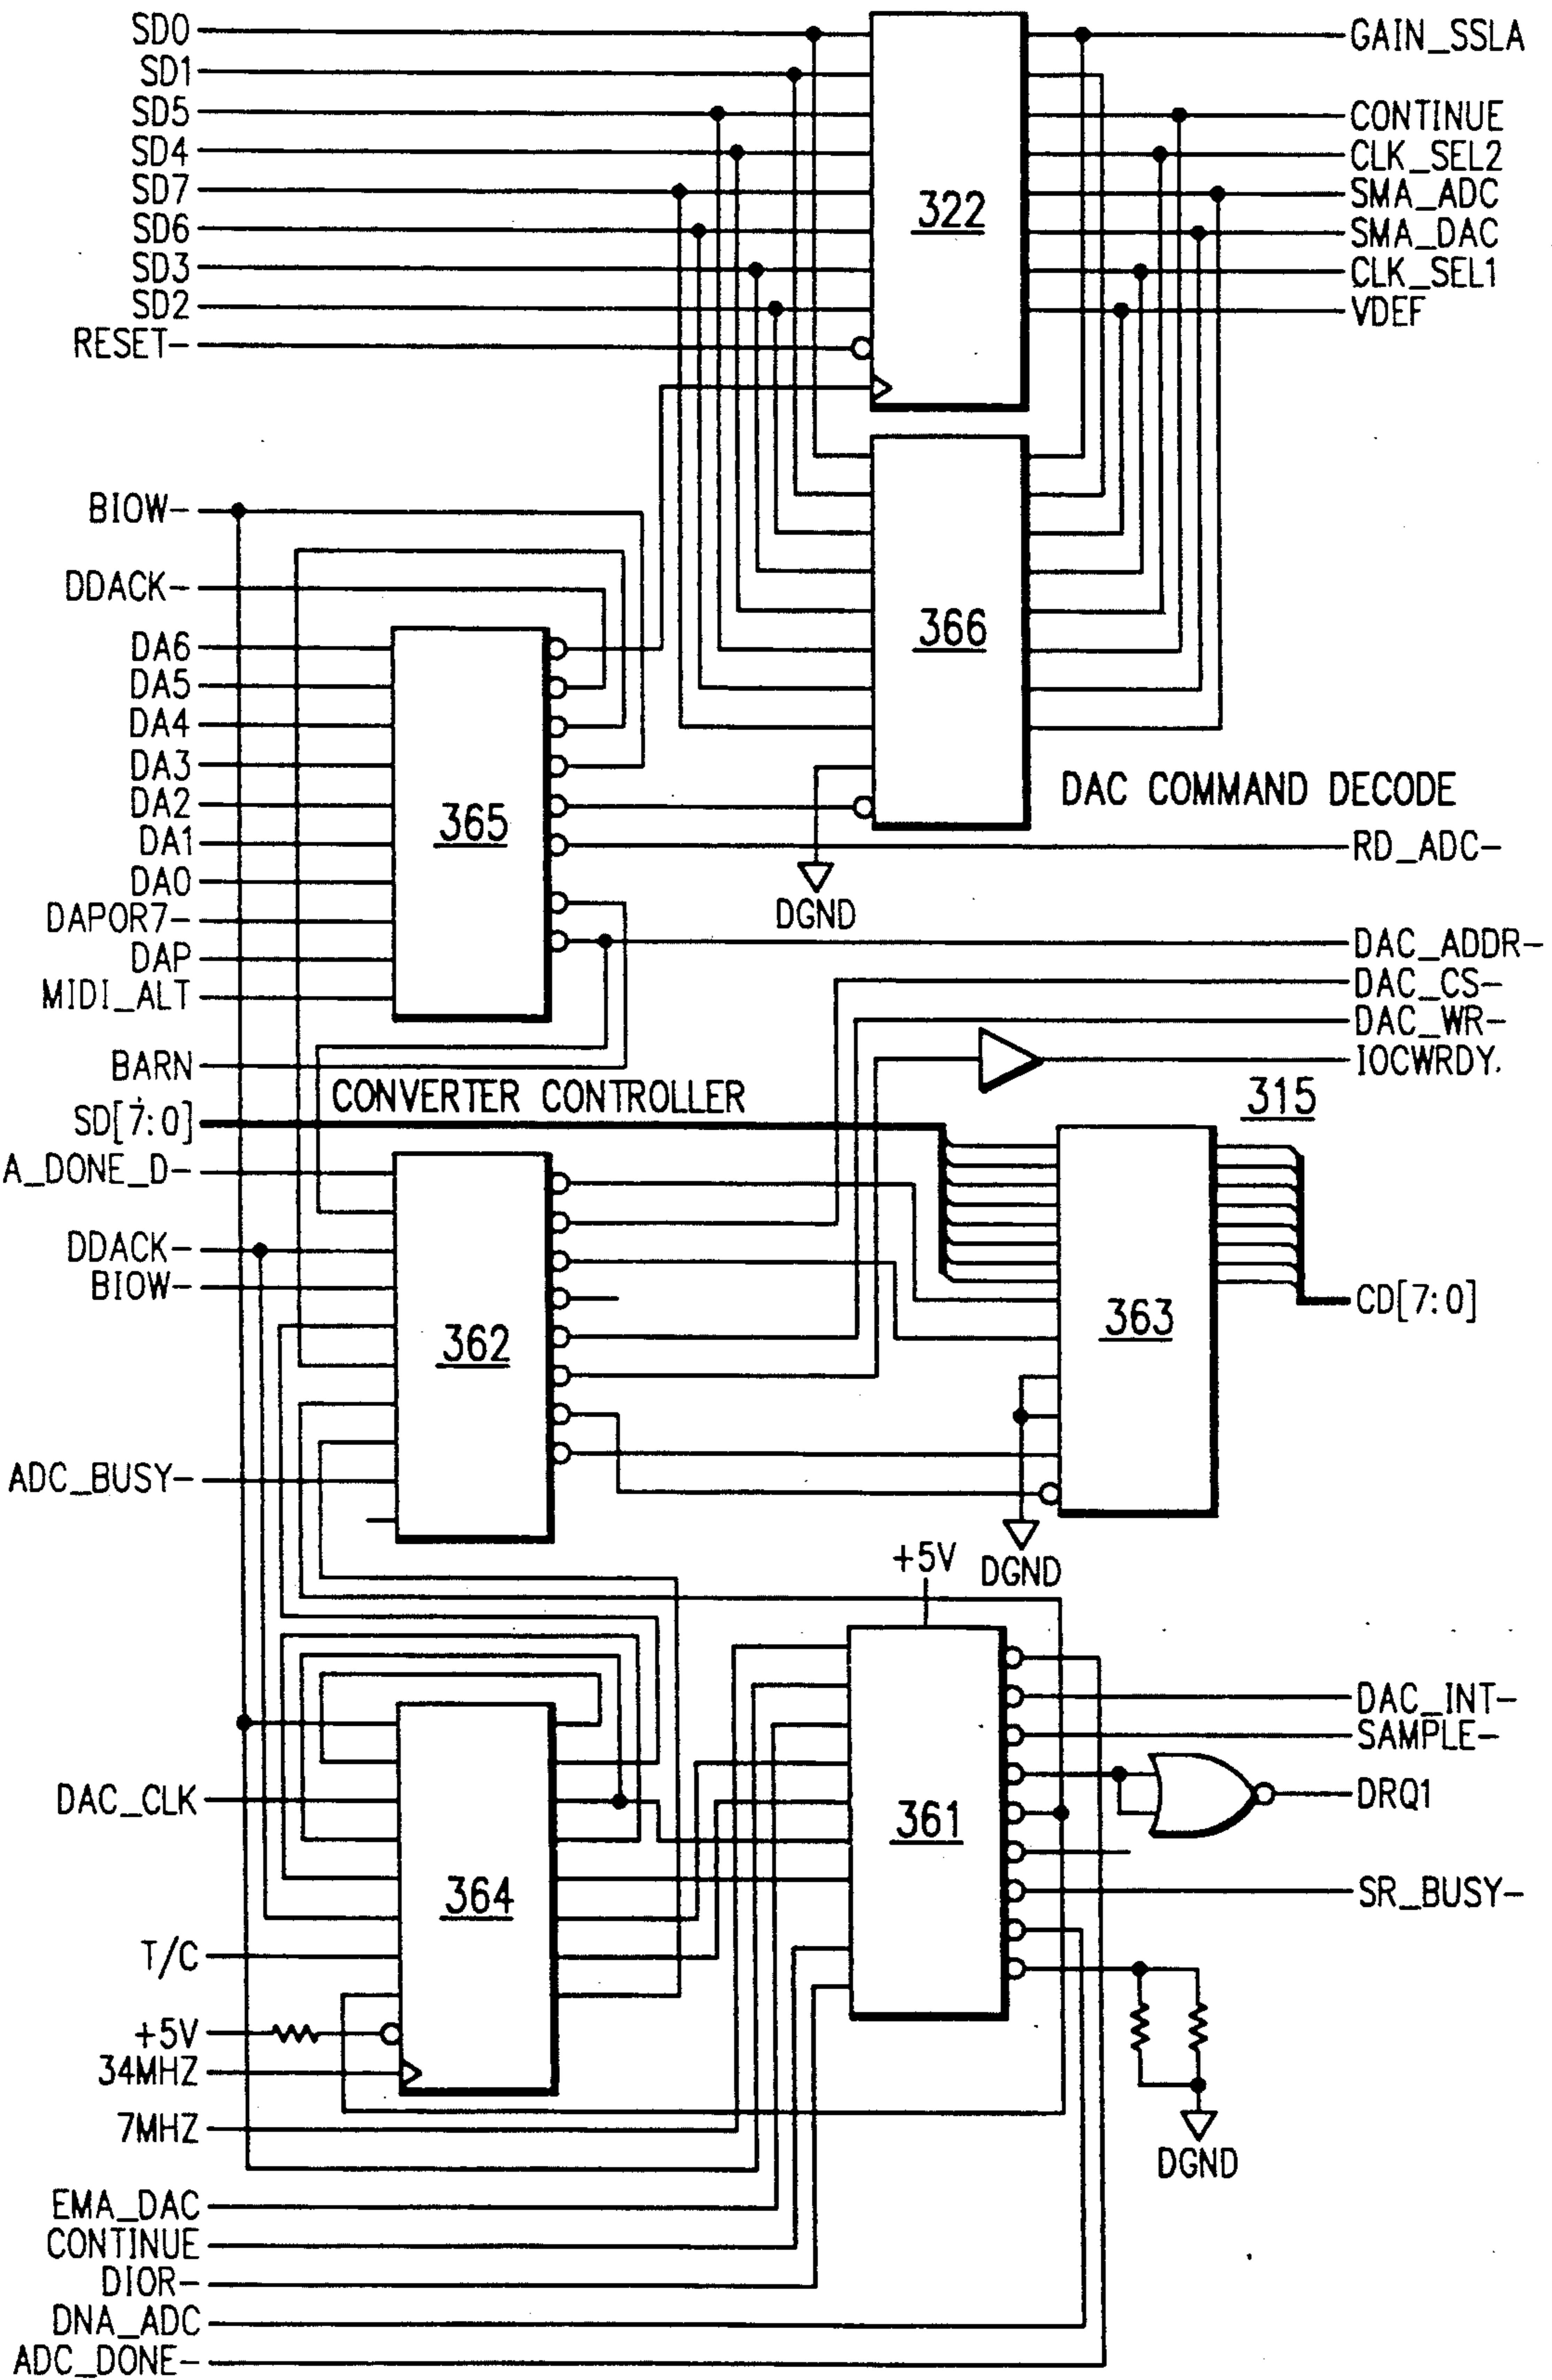 SD0
SD1
SD5
SD4
SD7
SD6
SD3
SD2
RESET-
322
GAIN_SSLA
CONTINUE
CLK_SEL2
SMA_ADC
SMA_DAC
CLK_SEL1
VDEF
BIOW-
DDACK-
DA6
DA5
DA4
DA3
DA2
DA1
DA0
DAPOR7-
DAP
MIDI_ALT
BARN
365
366
DGND
DAC COMMAND DECODE
RD_ADC-
DAC_ADDR-
DAC_CS-
DAC_WR-
IOCWRDY.
CONVERTER CONTROLLER
315
SD[7:0]
A_DONE_D-
DDACK-
BIOW-
ADC_BUSY-
362
363
CD[7:0]
DGND
+5V
DAC_CLK
T/C
+5V
34MHZ
7MHZ
364
361
DAC_INT-
SAMPLE-
DRQ1
SR_BUSY-
DGND
EMA_DAC
CONTINUE
DIOR-
DNA_ADC
ADC_DONE-